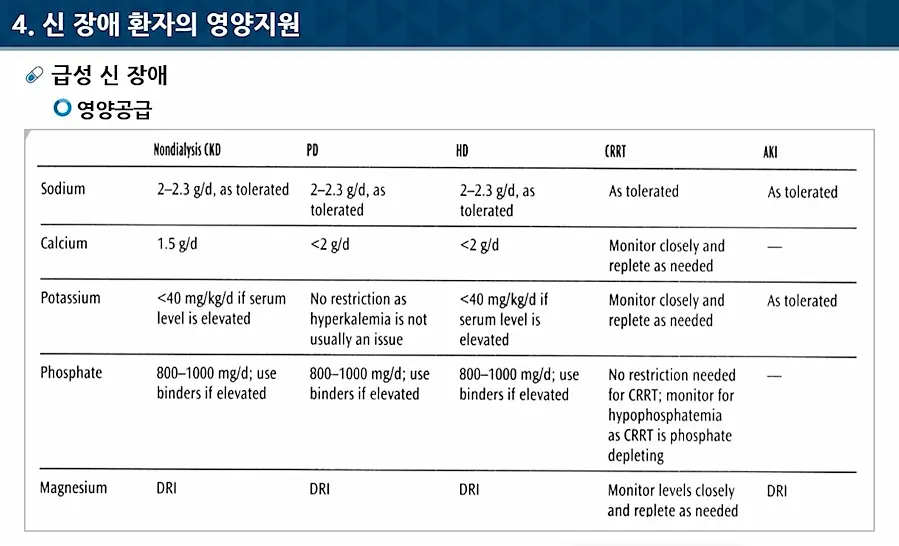 4. 신 장애 환자의 영양지원
급성 신 장애
영양공급
Nondialysis CKD PD HD CRRT AKI
Sodium 2–2.3 g/d, as tolerated 2–2.3 g/d, as 2–2.3 g/d, as As tolerated As tolerated
tolerated tolerated
Calcium 1.5 g/d <2 g/d <2 g/d Monitor closely and —
replete as needed
Potassium <40 mg/kg/d if serum No restriction as <40 mg/kg/d if Monitor closely and As tolerated
level is elevated hyperkalemia is not serum level is replete as needed
usually an issue elevated
Phosphate 800–1000 mg/d; use 800–1000 mg/d; use 800–1000 mg/d; use No restriction needed —
binders if elevated binders if elevated binders if elevated for CRRT; monitor for
hypophosphatemia
as CRRT is phosphate
depleting
Magnesium DRI DRI DRI Monitor levels closely DRI
and replete as needed